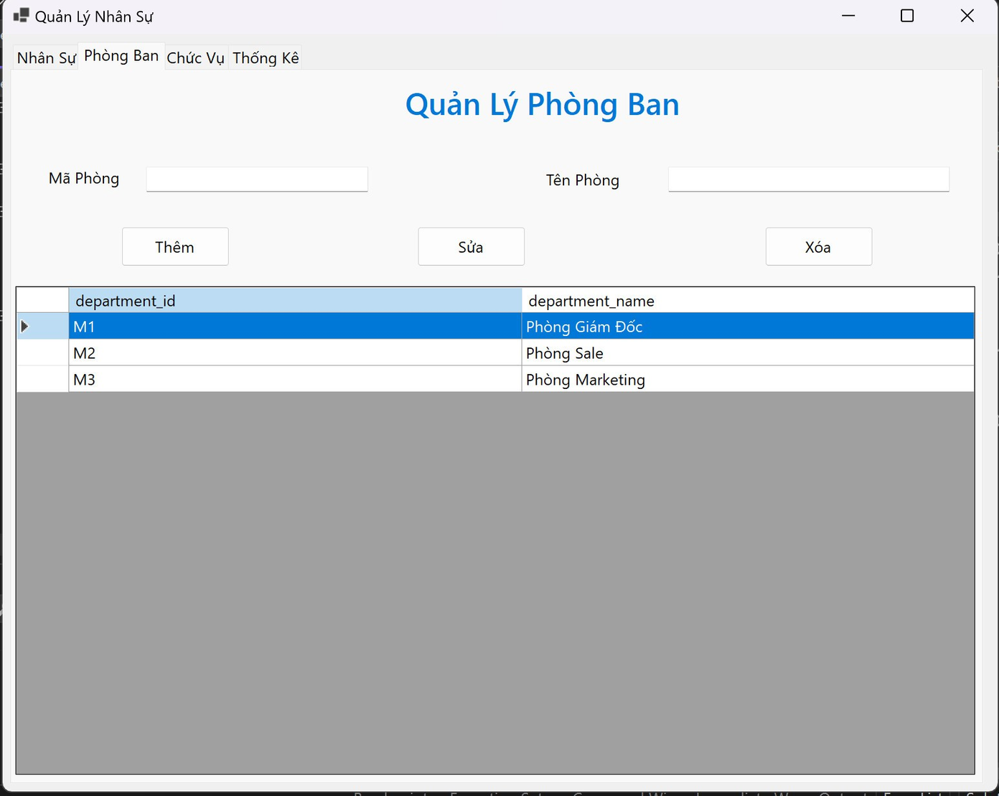 Quản Lý Nhân Sự
Nhân Sự Phòng Ban Chức Vụ Thống Kê
Quản Lý Phòng Ban
Mã Phòng Tên Phòng
Thêm Sửa Xóa
department_id department_name
M1 Phòng Giám Đốc
M2 Phòng Sale
M3 Phòng Marketing